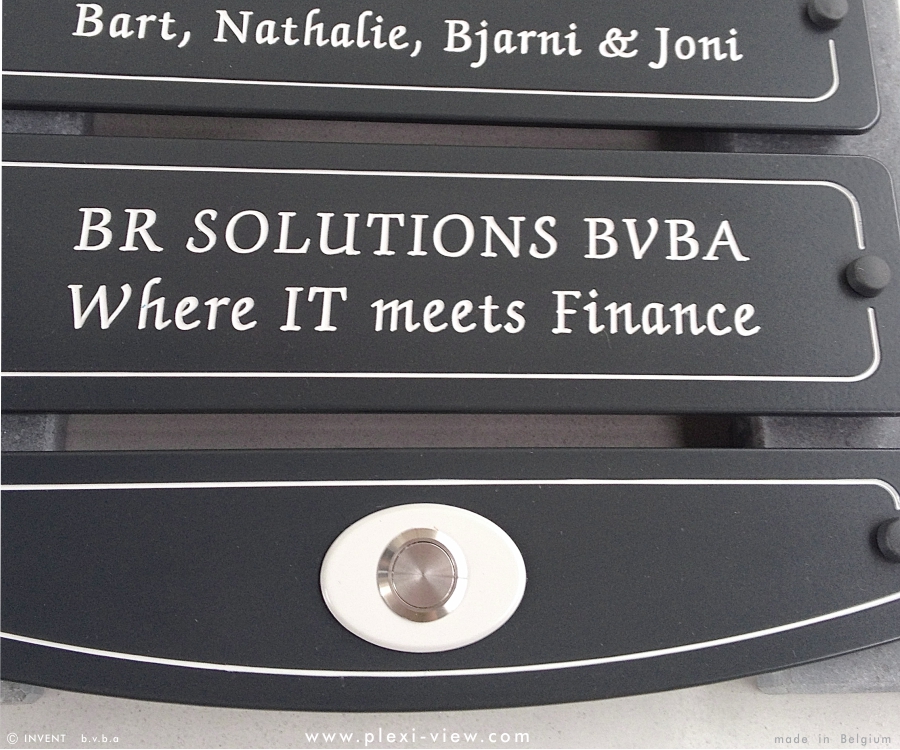 Bart, Nathalie, Bjarni & Joni
BR SOLUTIONS BVBA
Where IT meets Finance
© INVENT b.v.b.a
www.plexi-view.com
made in Belgium